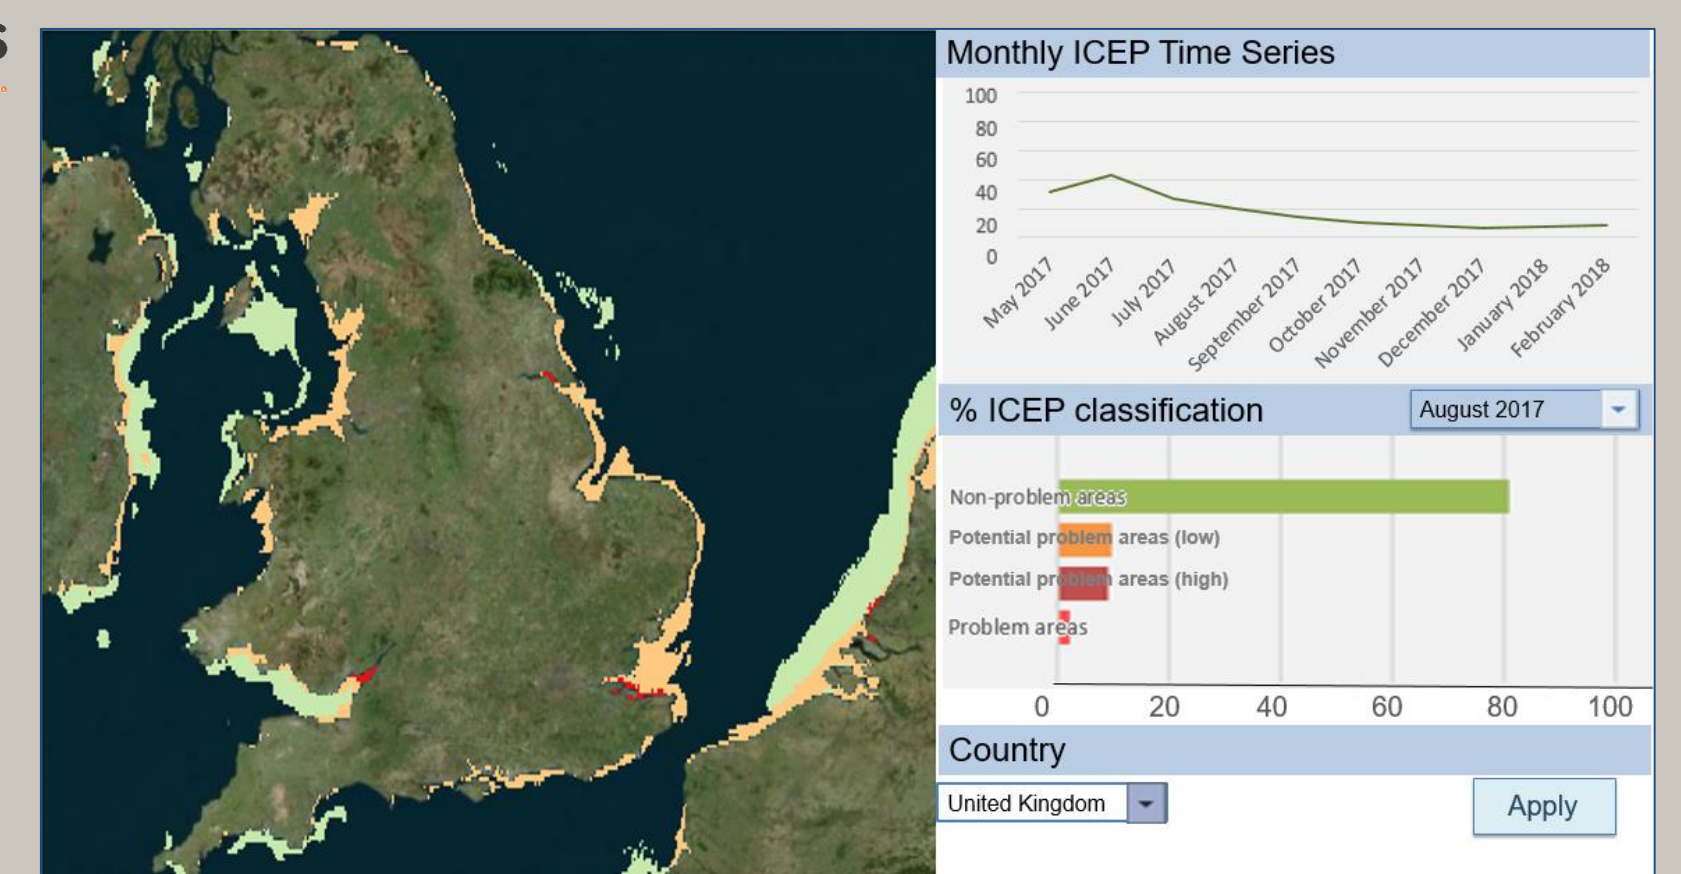 Monthly ICEP Time Series
100
80
60
40
20
0
May 2017
June 2017
July 2017
August 2017
September 2017
October 2017
November 2017
December 2017
January 2018
February 2018
% ICEP classification
August 2017
Non-problem areas
Potential problem areas (low)
Potential problem areas (high)
Problem areas
0 20 40 60 80 100
Country
United Kingdom
Apply